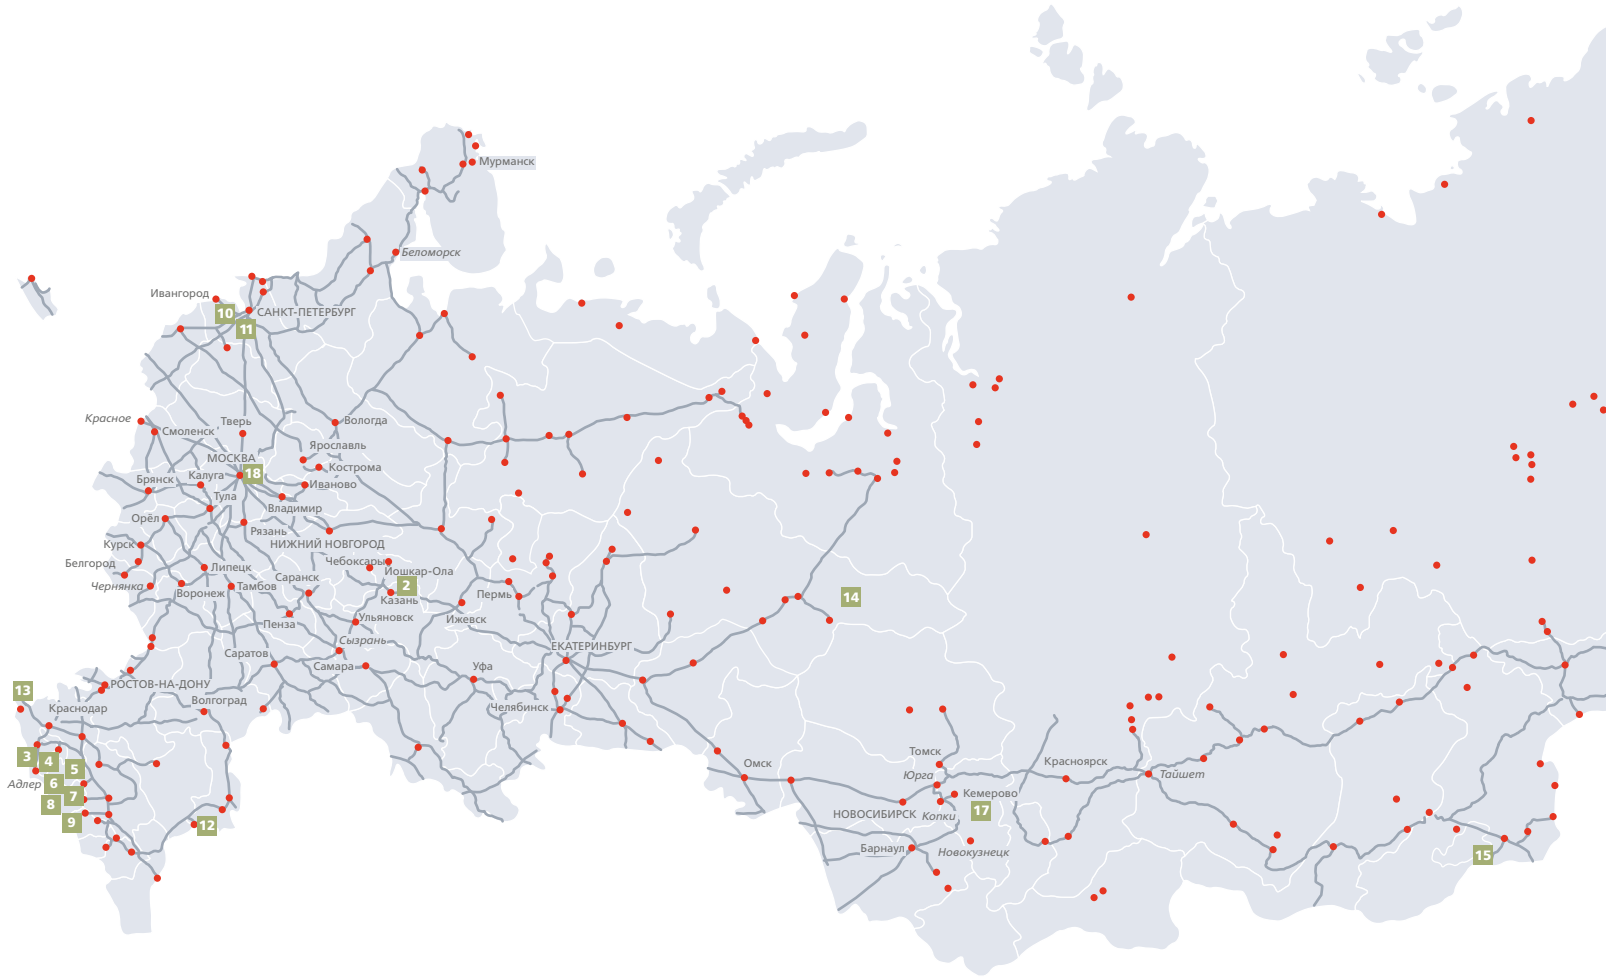 Мурманск
Беломорск
Ивангород
10
САНКТ-ПЕТЕРБУРГ
11
Красное
Тверь
Вологда
Смоленск
Ярославль
МОСКВА
18
Кострома
Брянск
Калуга
Иваново
Тула
Владимир
Орёл
Рязань
Курск
НИЖНИЙ НОВГОРОД
Белгород
Чебоксары
Липецк
Йошкар-Ола
Чернянка
Саранск
2
Воронеж
Тамбов
Казань
Пермь
14
Пенза
Ульяновск
Ижевск
Сызрань
ЕКАТЕРИНБУРГ
Саратов
Самара
Уфа
13
РОСТОВ-НА-ДОНУ
Краснодар
Волгоград
Челябинск
3
4
5
Томск
Омск
Красноярск
Юрга
Тайшет
Адлер
6
7
Кемерово
8
НОВОСИБИРСК
Копки
17
9
12
Барнаул
Новокузнецк
15